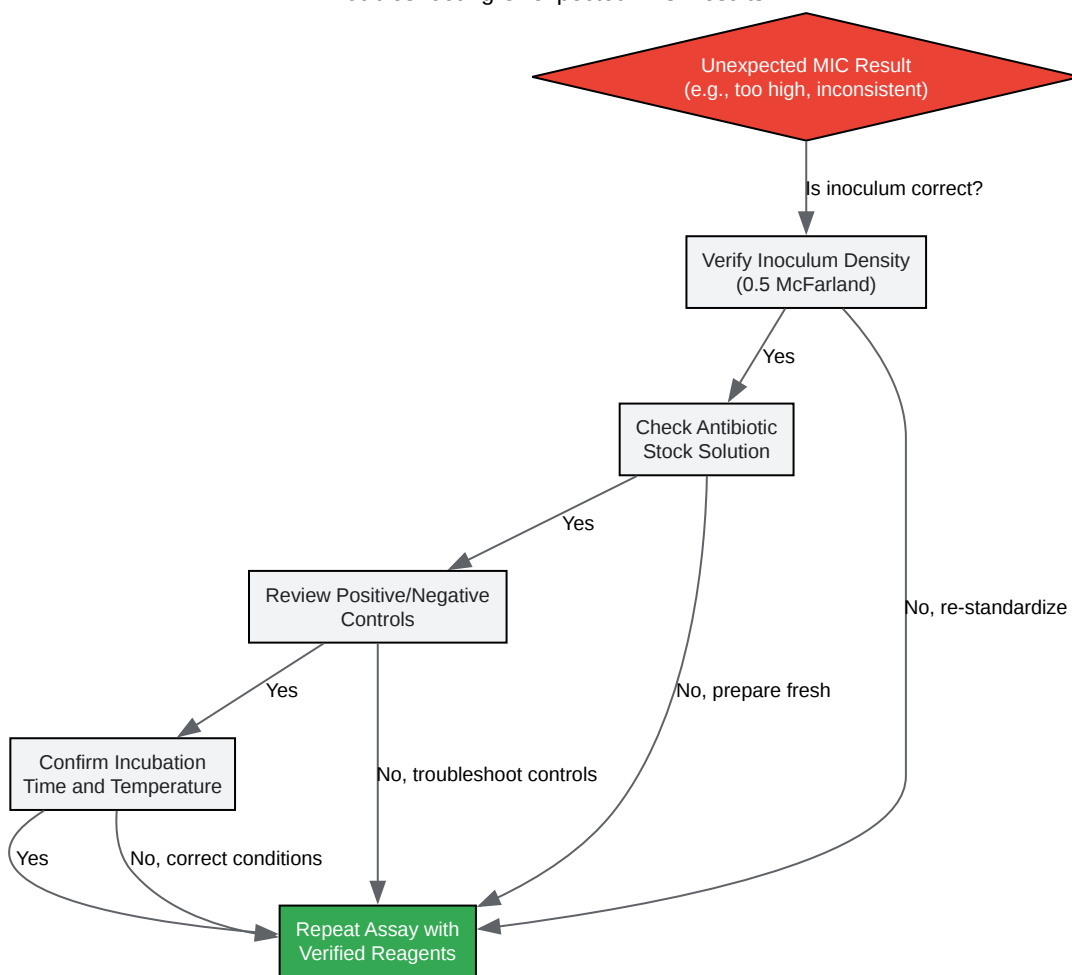 Unexpected MIC Result
(e.g., too high, inconsistent)
Is inoculum correct?
Verify Inoculum Density
(0.5 McFarland)
Yes
Check Antibiotic
Stock Solution
Yes
Review Positive/Negative
Controls
No, re-standardize
Yes
No, prepare fresh
Confirm Incubation
Time and Temperature
No, troubleshoot controls
Yes
No, correct conditions
Repeat Assay with
Verified Reagents